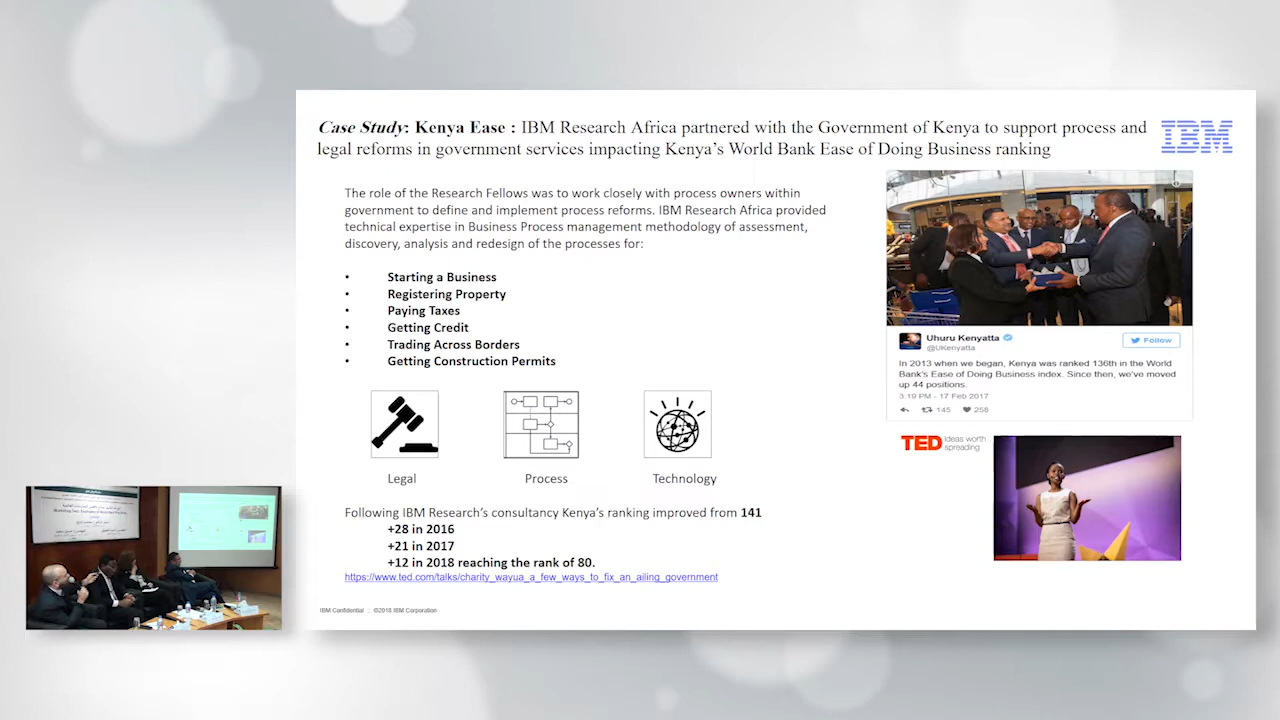 Case Study: Kenya Ease : IBM Research Africa partnered with the Government of Kenya to support process and
legal reforms in government services impacting Kenya's World Bank Ease of Doing Business ranking
IBM
The role of the Research Fellows was to work closely with process owners within
government to define and implement process reforms. IBM Research Africa provided
technical expertise in Business Process management methodology of assessment,
discovery, analysis and redesign of the processes for:
• Starting a Business
• Registering Property
• Paying Taxes
• Getting Credit
• Trading Across Borders
• Getting Construction Permits
Legal
Process
Technology
Following IBM Research's consultancy Kenya's ranking improved from 141
+28 in 2016
+21 in 2017
+12 in 2018 reaching the rank of 80.
https://www.ted.com/talks/charity_wayua_a_few_ways_to_fix_an_ailing_government
IBM Confidential :: ©2018 IBM Corporation
Uhuru Kenyatta
@UKenyatta
Follow
In 2013 when we began, Kenya was ranked 136th in the World
Bank's Ease of Doing Business index. Since then, we've moved
up 44 positions.
3:19 PM - 17 Feb 2017
145 258
TED Ideas worth
spreading